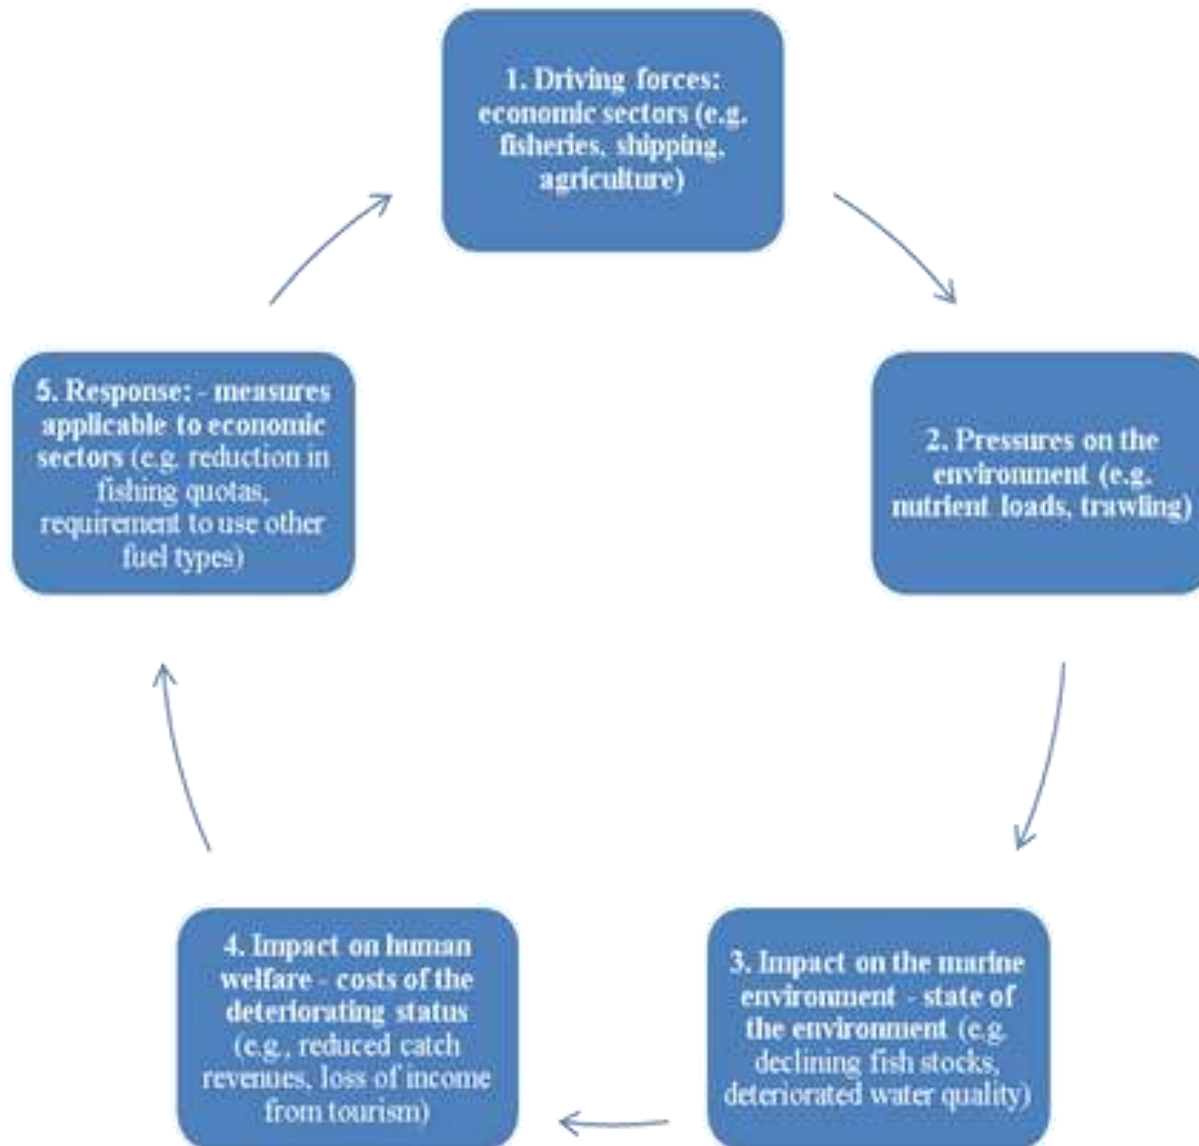 1. Driving forces:
economic sectors (e.g.
fisheries, shipping,
agriculture)
2. Pressures on the
environment (e.g.
nutrient loads, trawling)
3. Impact on the marine
environment - state of
the environment (e.g.
declining fish stocks,
deteriorated water quality)
4. Impact on human
welfare - costs of the
deteriorating status
(e.g., reduced catch
revenues, loss of income
from tourism)
5. Response: - measures
applicable to economic
sectors (e.g. reduction in
fishing quotas,
requirement to use other
fuel types)